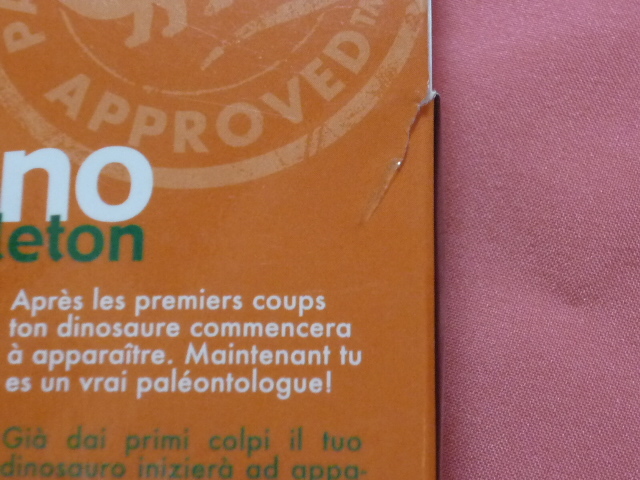 APPROVED™
no
leton
Après les premiers coups
ton dinosaure commencera
à apparaître. Maintenant tu
es un vrai paléontologue!
Già dai primi colpi il tuo
dinosauro inizierà ad appa-